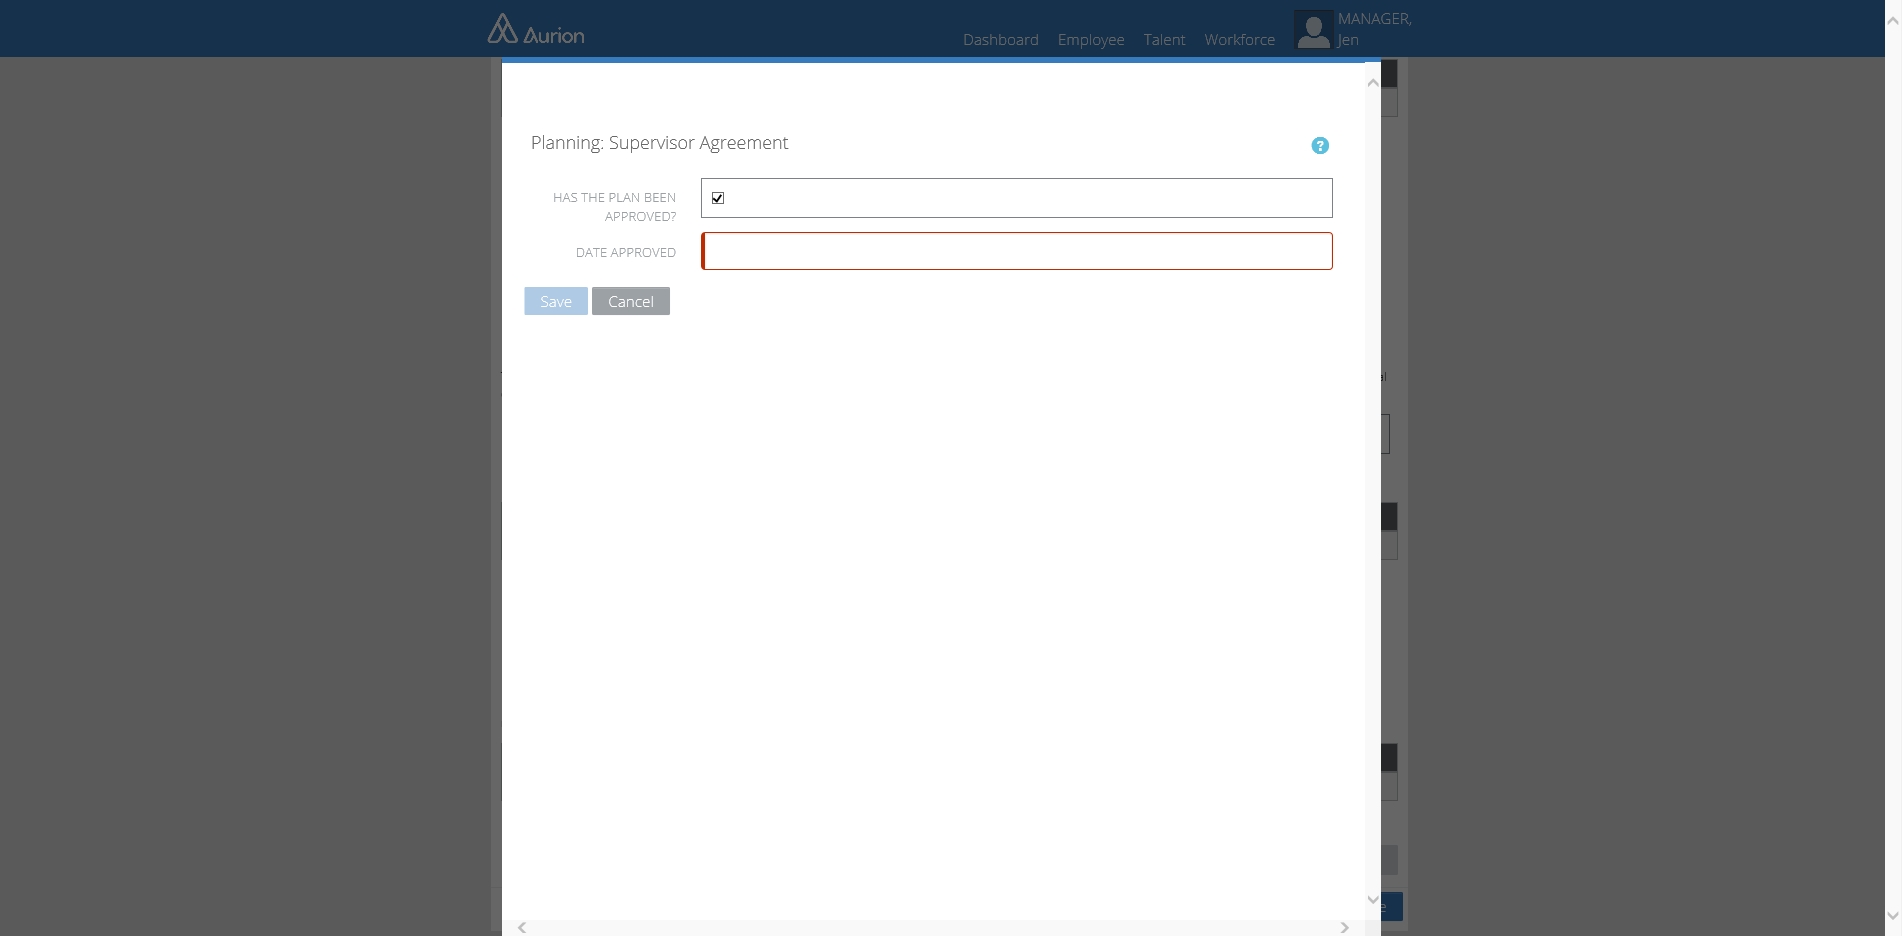 Aurion
Dashboard Employee Talent Workforce
MANAGER,
Jen
Planning: Supervisor Agreement
?
HAS THE PLAN BEEN
APPROVED?
DATE APPROVED
Save Cancel